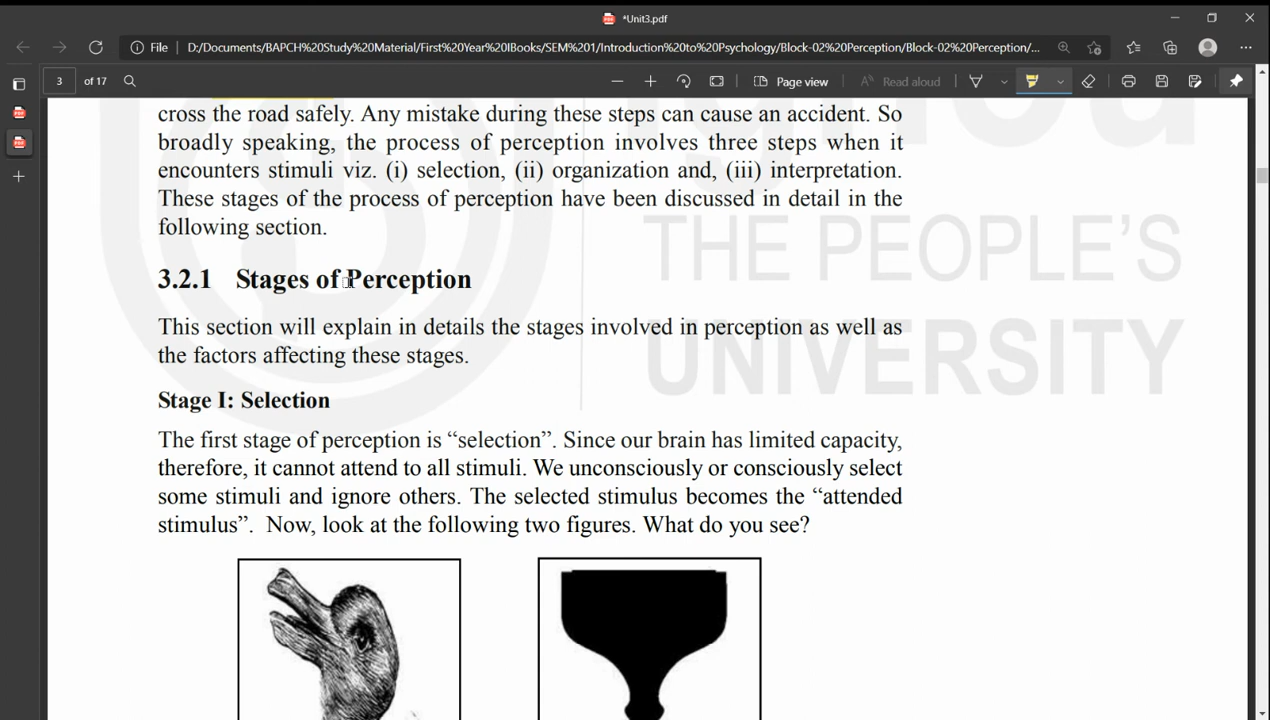 *Unit3.pdf
File
D:/Documents/BAPCH%20Study%20Material/First%20Year%20IBooks/SEM%201/Introduction%20to%20Psychology/Block-02%20Perception/Block-02%20Perception/...
3 of 17
Page view
Read aloud
cross the road safely. Any mistake during these steps can cause an accident. So
broadly speaking, the process of perception involves three steps when it
encounters stimuli viz. (i) selection, (ii) organization and, (iii) interpretation.
These stages of the process of perception have been discussed in detail in the
following section.
THE PEOPLE'S
UNIVERSITY
3.2.1 Stages of Perception
This section will explain in details the stages involved in perception as well as
the factors affecting these stages.
Stage I: Selection
The first stage of perception is “selection”. Since our brain has limited capacity,
therefore, it cannot attend to all stimuli. We unconsciously or consciously select
some stimuli and ignore others. The selected stimulus becomes the “attended
stimulus”. Now, look at the following two figures. What do you see?